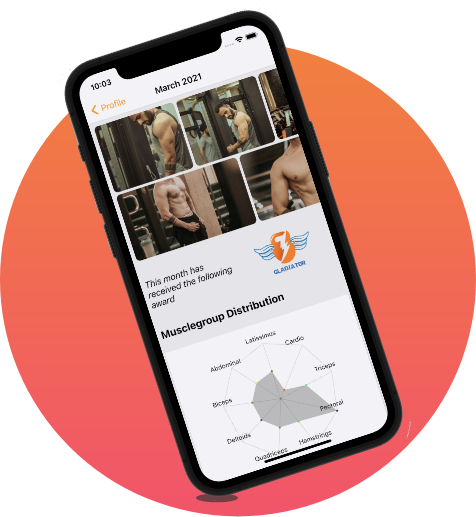 10:03
Profile
March 2021
This month has
received the following
award
GLADIATOR
Musclegroup Distribution
Latissimus
Cardio
Abdominal
Triceps
Biceps
Pectoral
Deltoids
Hamstrings
Quadriceps